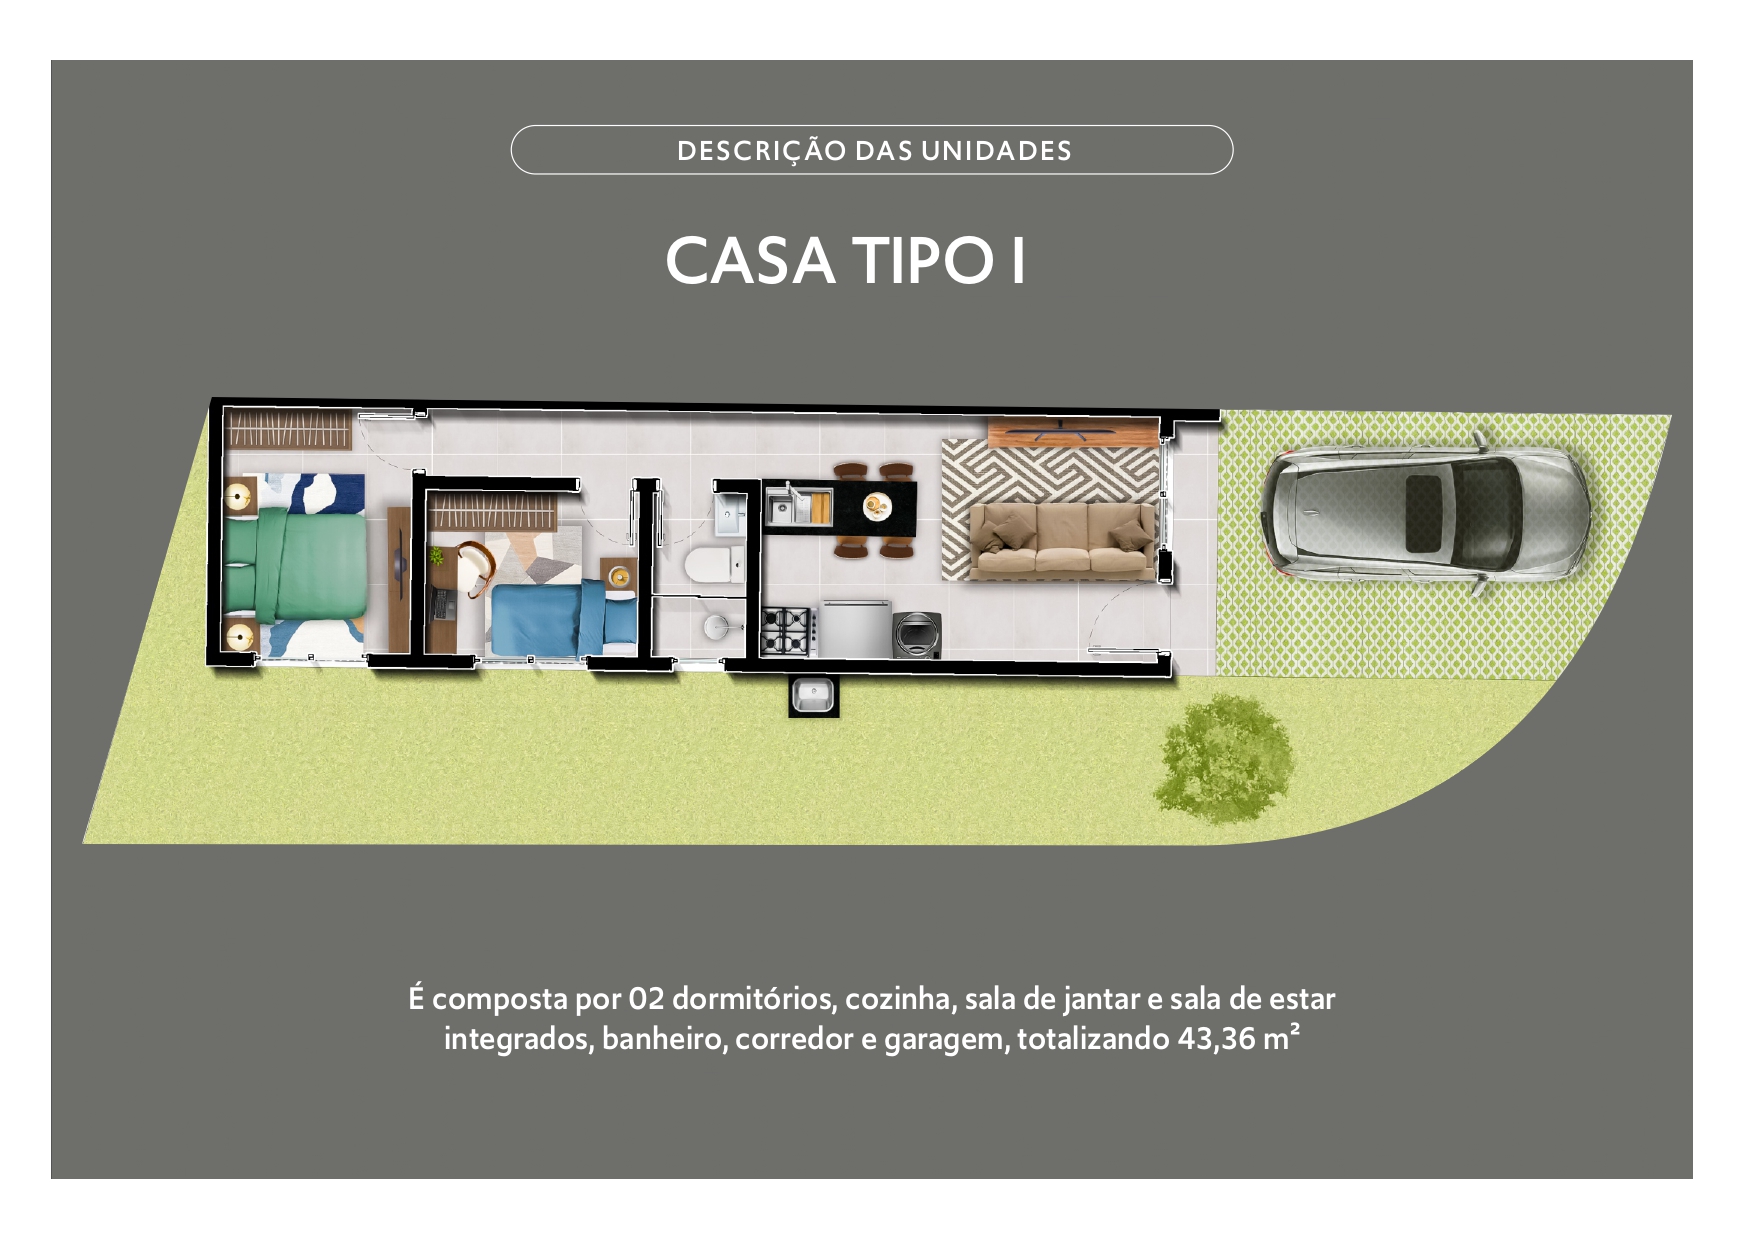 DESCRIÇÃO DAS UNIDADES
CASA TIPO I
É composta por 02 dormitórios, cozinha, sala de jantar e sala de estar
integrados, banheiro, corredor e garagem, totalizando 43,36 m²